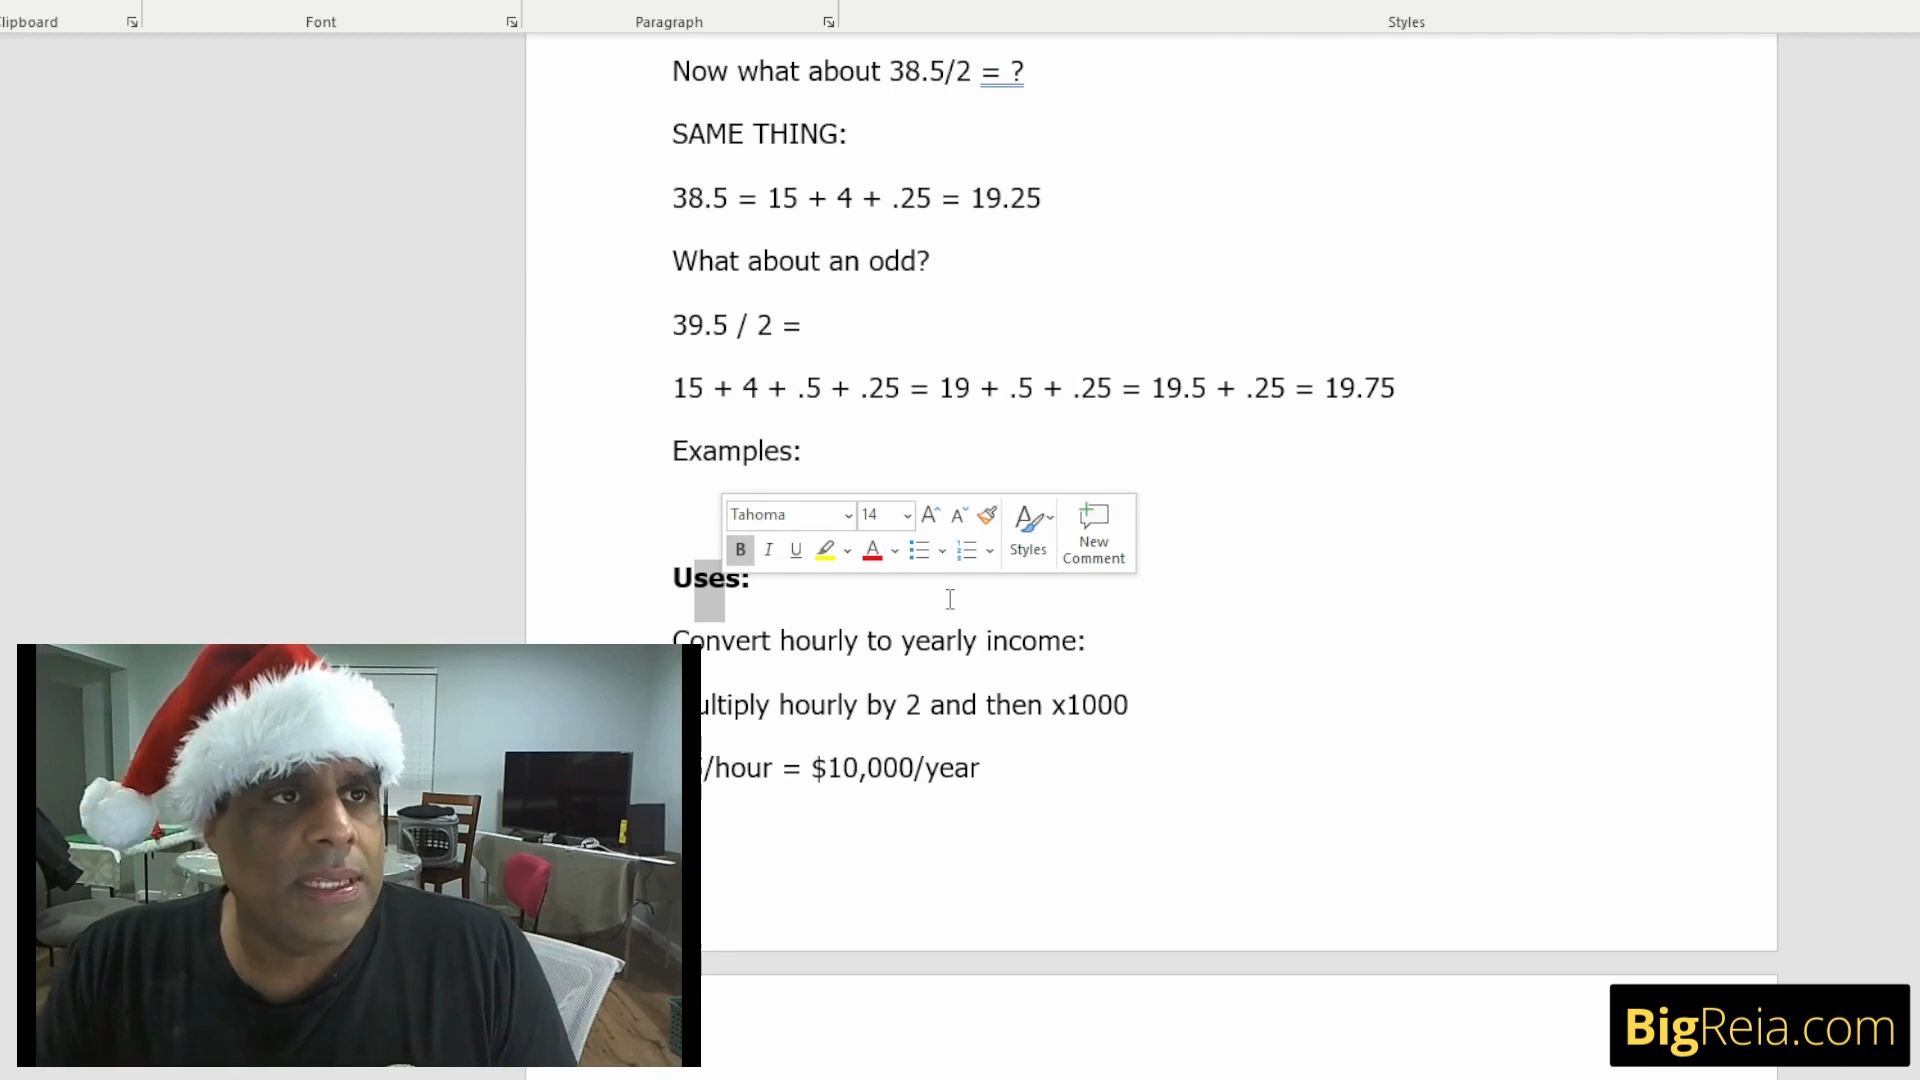 lipboard
Font
Paragraph
Styles
Now what about 38.5/2 = ?
SAME THING:
38.5 = 15 + 4 + .25 = 19.25
What about an odd?
39.5 / 2 =
15 + 4 + .5 + .25 = 19 + .5 + .25 = 19.5 + .25 = 19.75
Examples:
Tahoma 14
B I U Styles New Comment
Uses:
Convert hourly to yearly income:
ultiply hourly by 2 and then x1000
/hour = $10,000/year
BigReia.com